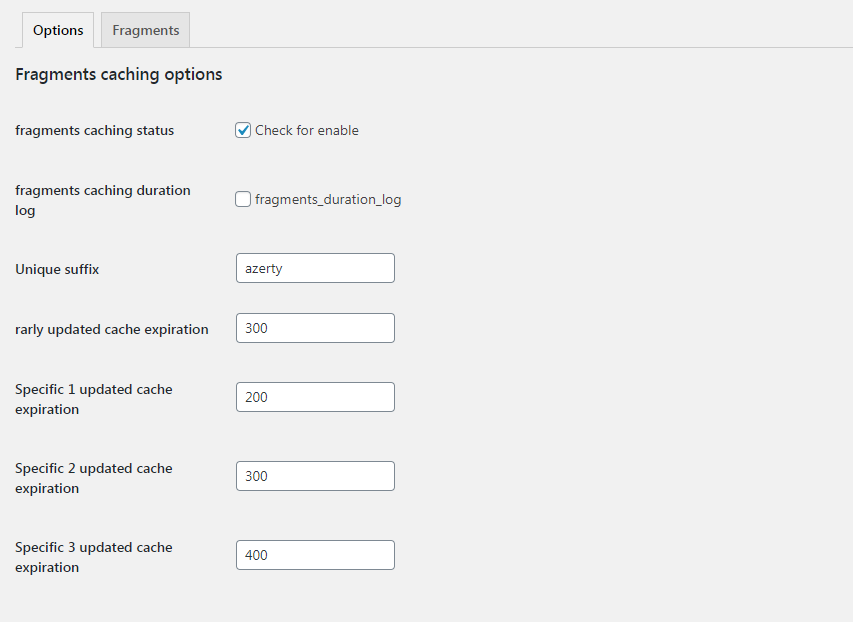 Options Fragments
Fragments caching options
fragments caching status Check for enable
fragments caching duration
log
fragments_duration_log
Unique suffix azerty
rarly updated cache expiration 300
Specific 1 updated cache
expiration
200
Specific 2 updated cache
expiration
300
Specific 3 updated cache
expiration
400